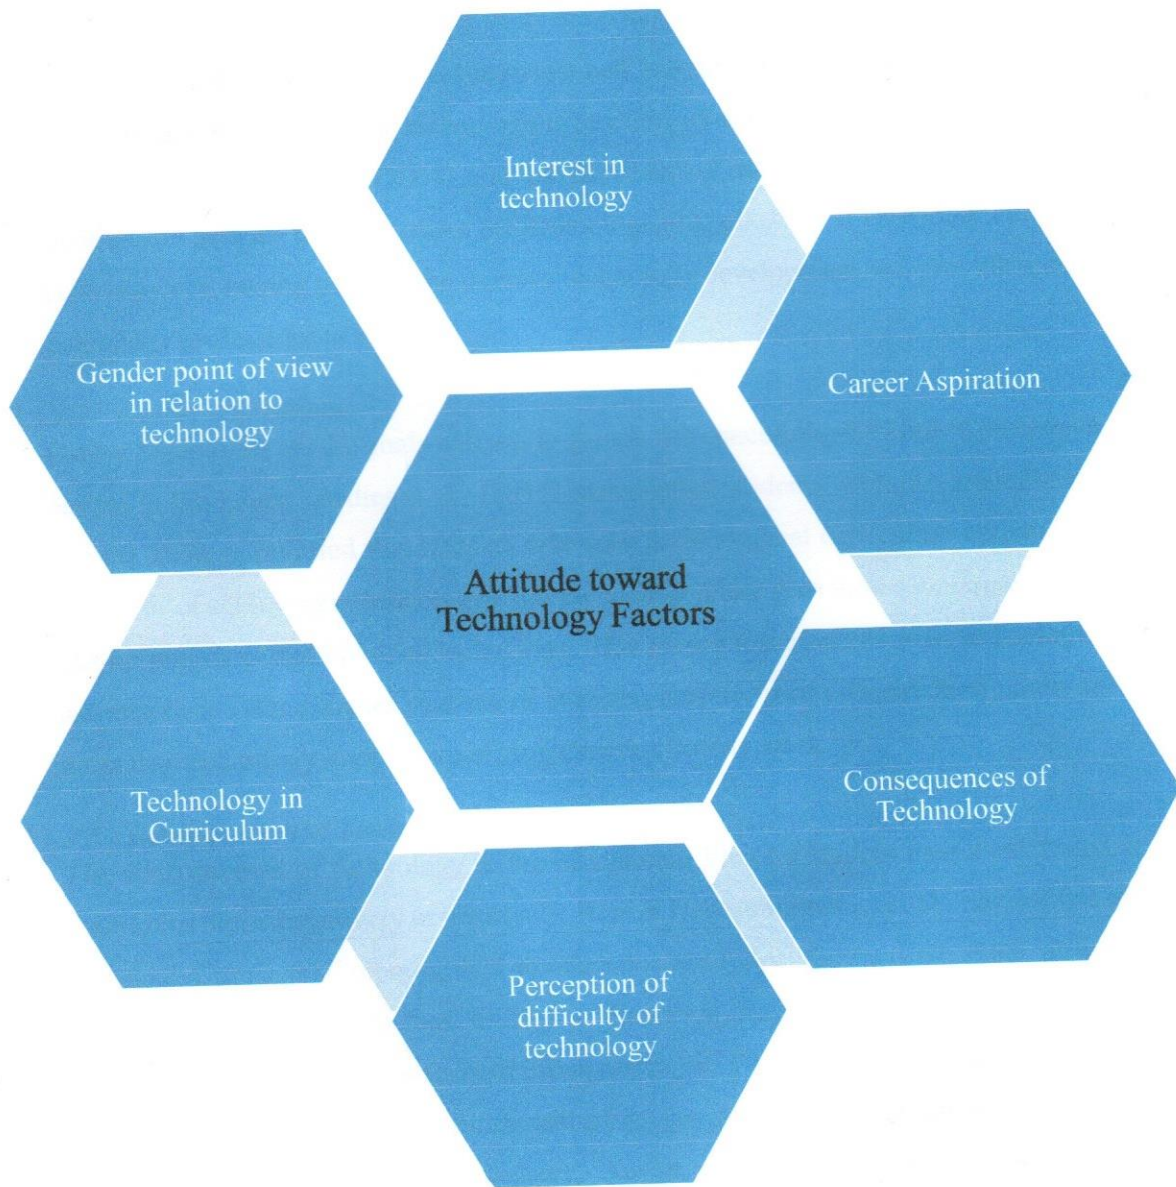 Interest in
technology
Career Aspiration
Gender point of view
in relation to
technology
Attitude toward
Technology Factors
Consequences of
Technology
Technology in
Curriculum
Perception of
difficulty of
technology